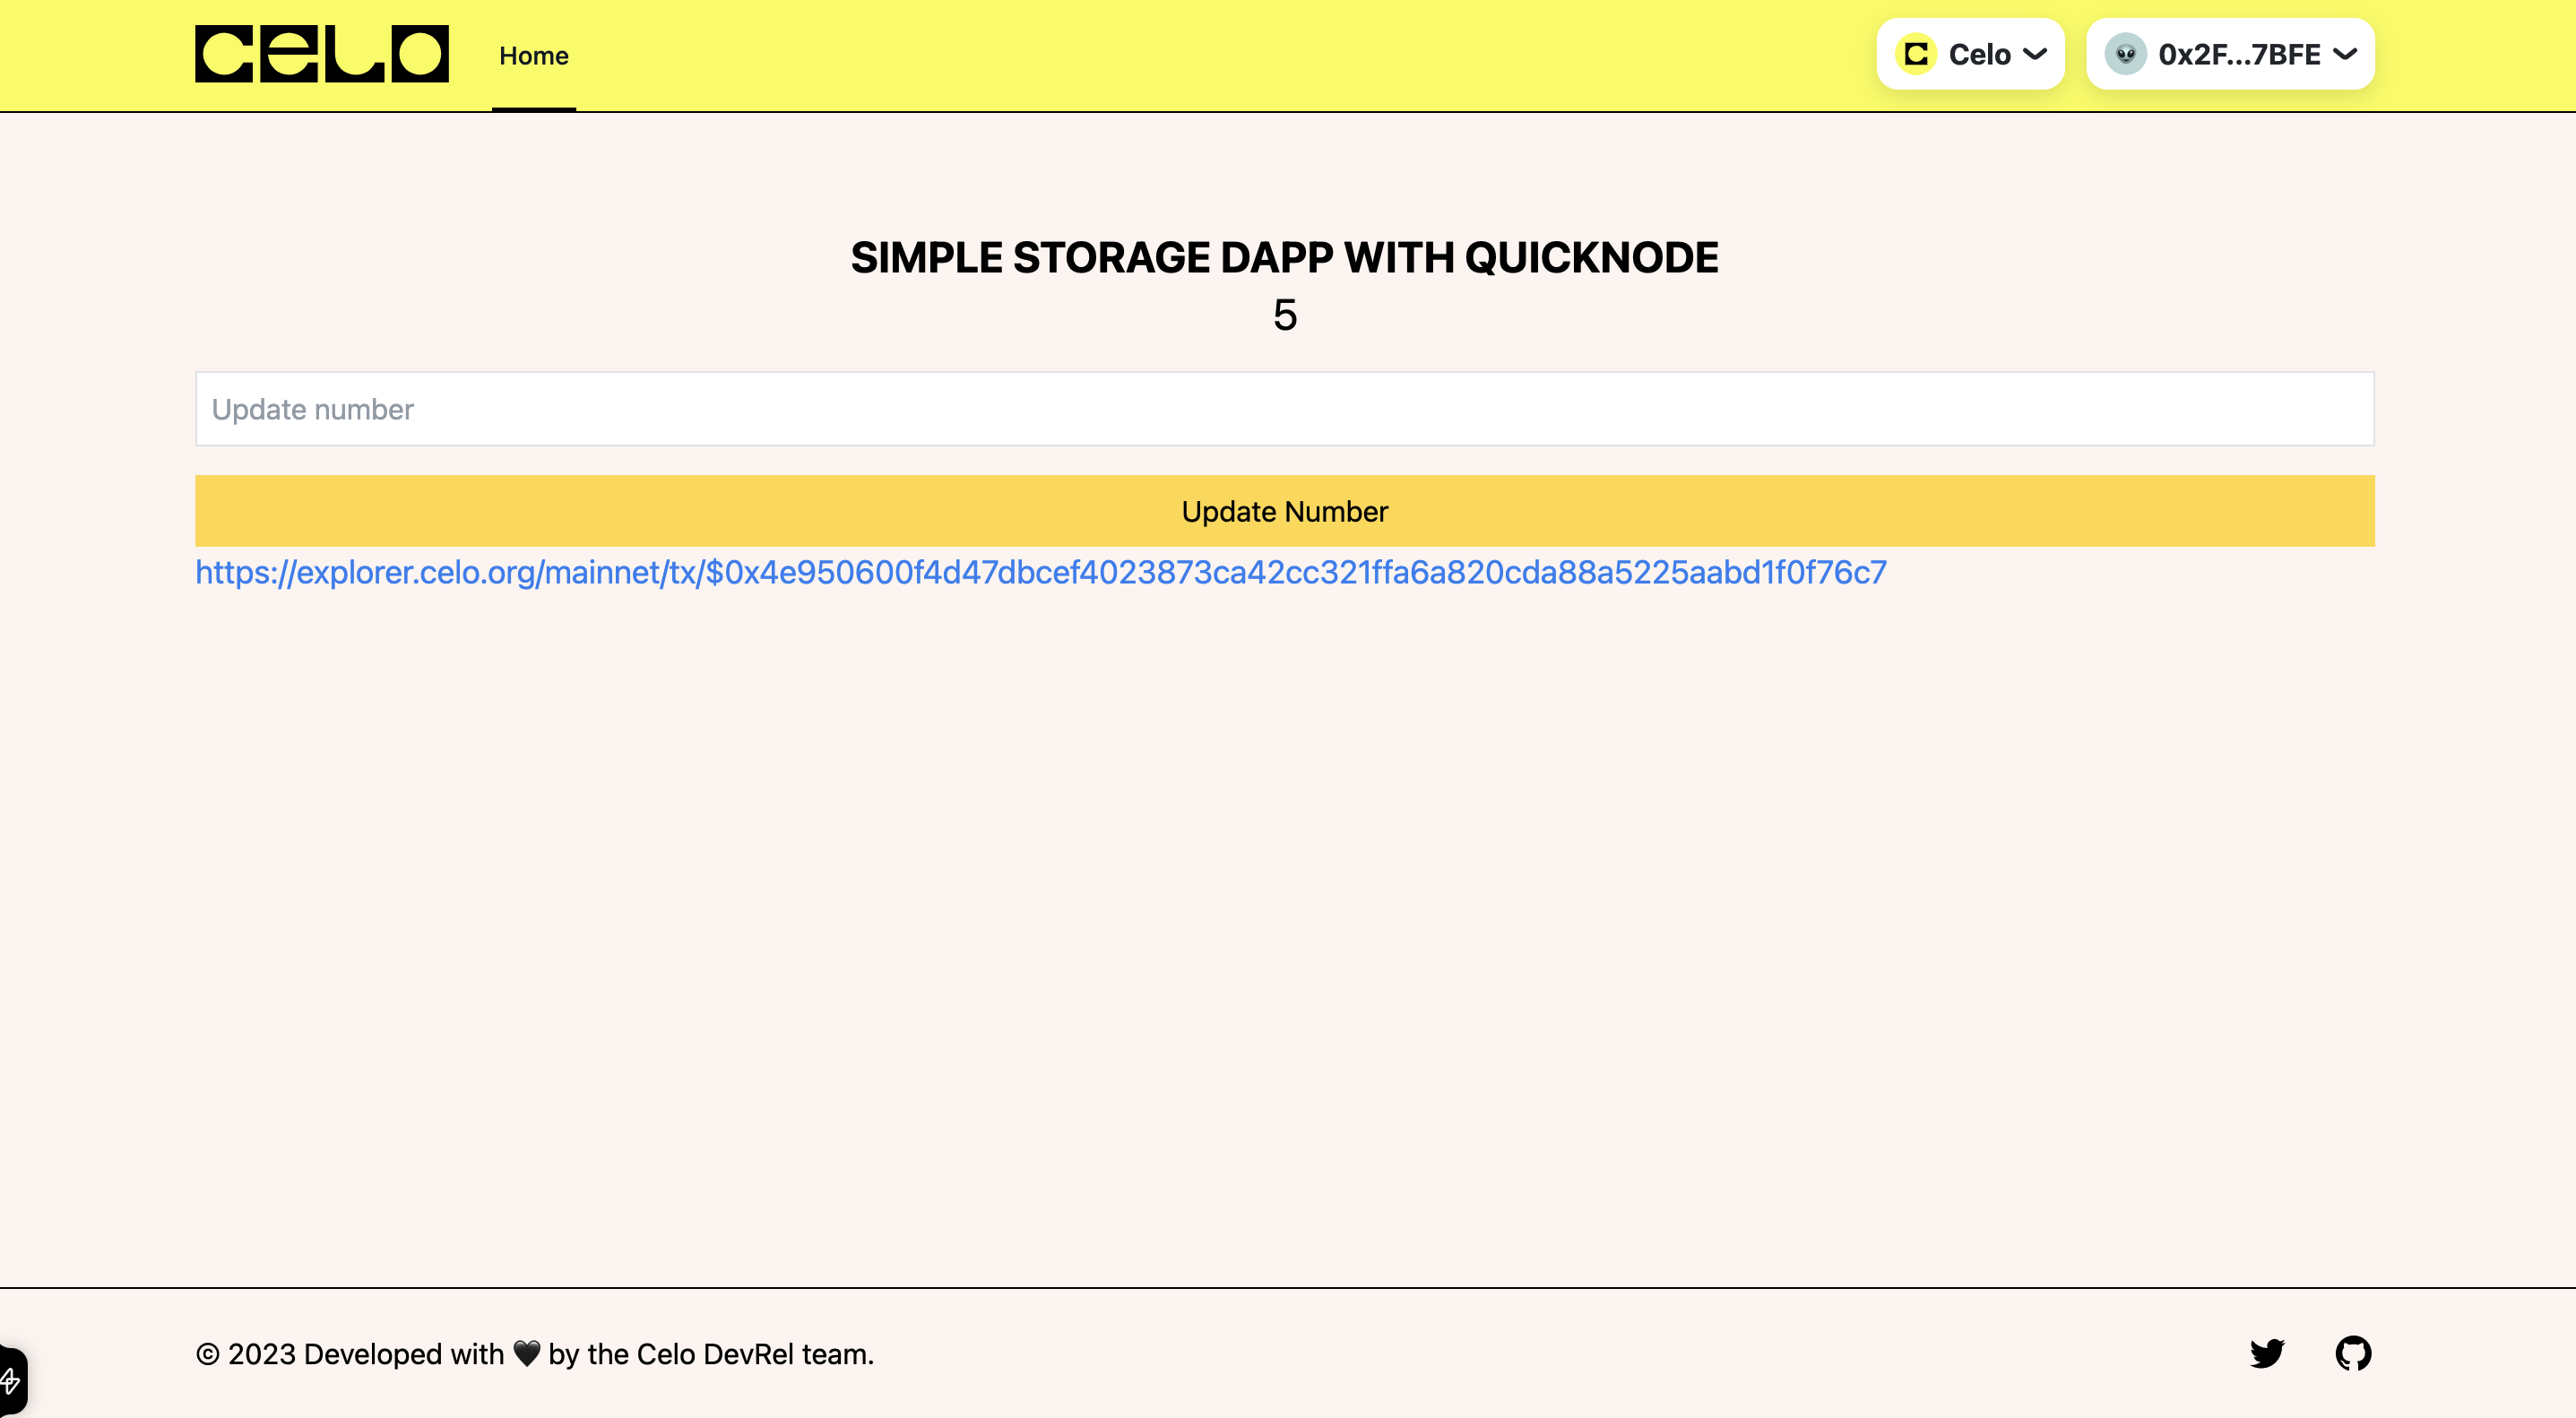 CELO
Home
Celo
0x2F...7BFE
SIMPLE STORAGE DAPP WITH QUICKNODE
5
Update number
Update Number
https://explorer.celo.org/mainnet/tx/$0x4e950600f4d47dbcef4023873ca42cc321ffa6a820cda88a5225aabd1f0f76c7
© 2023 Developed with 🖤 by the Celo DevRel team.